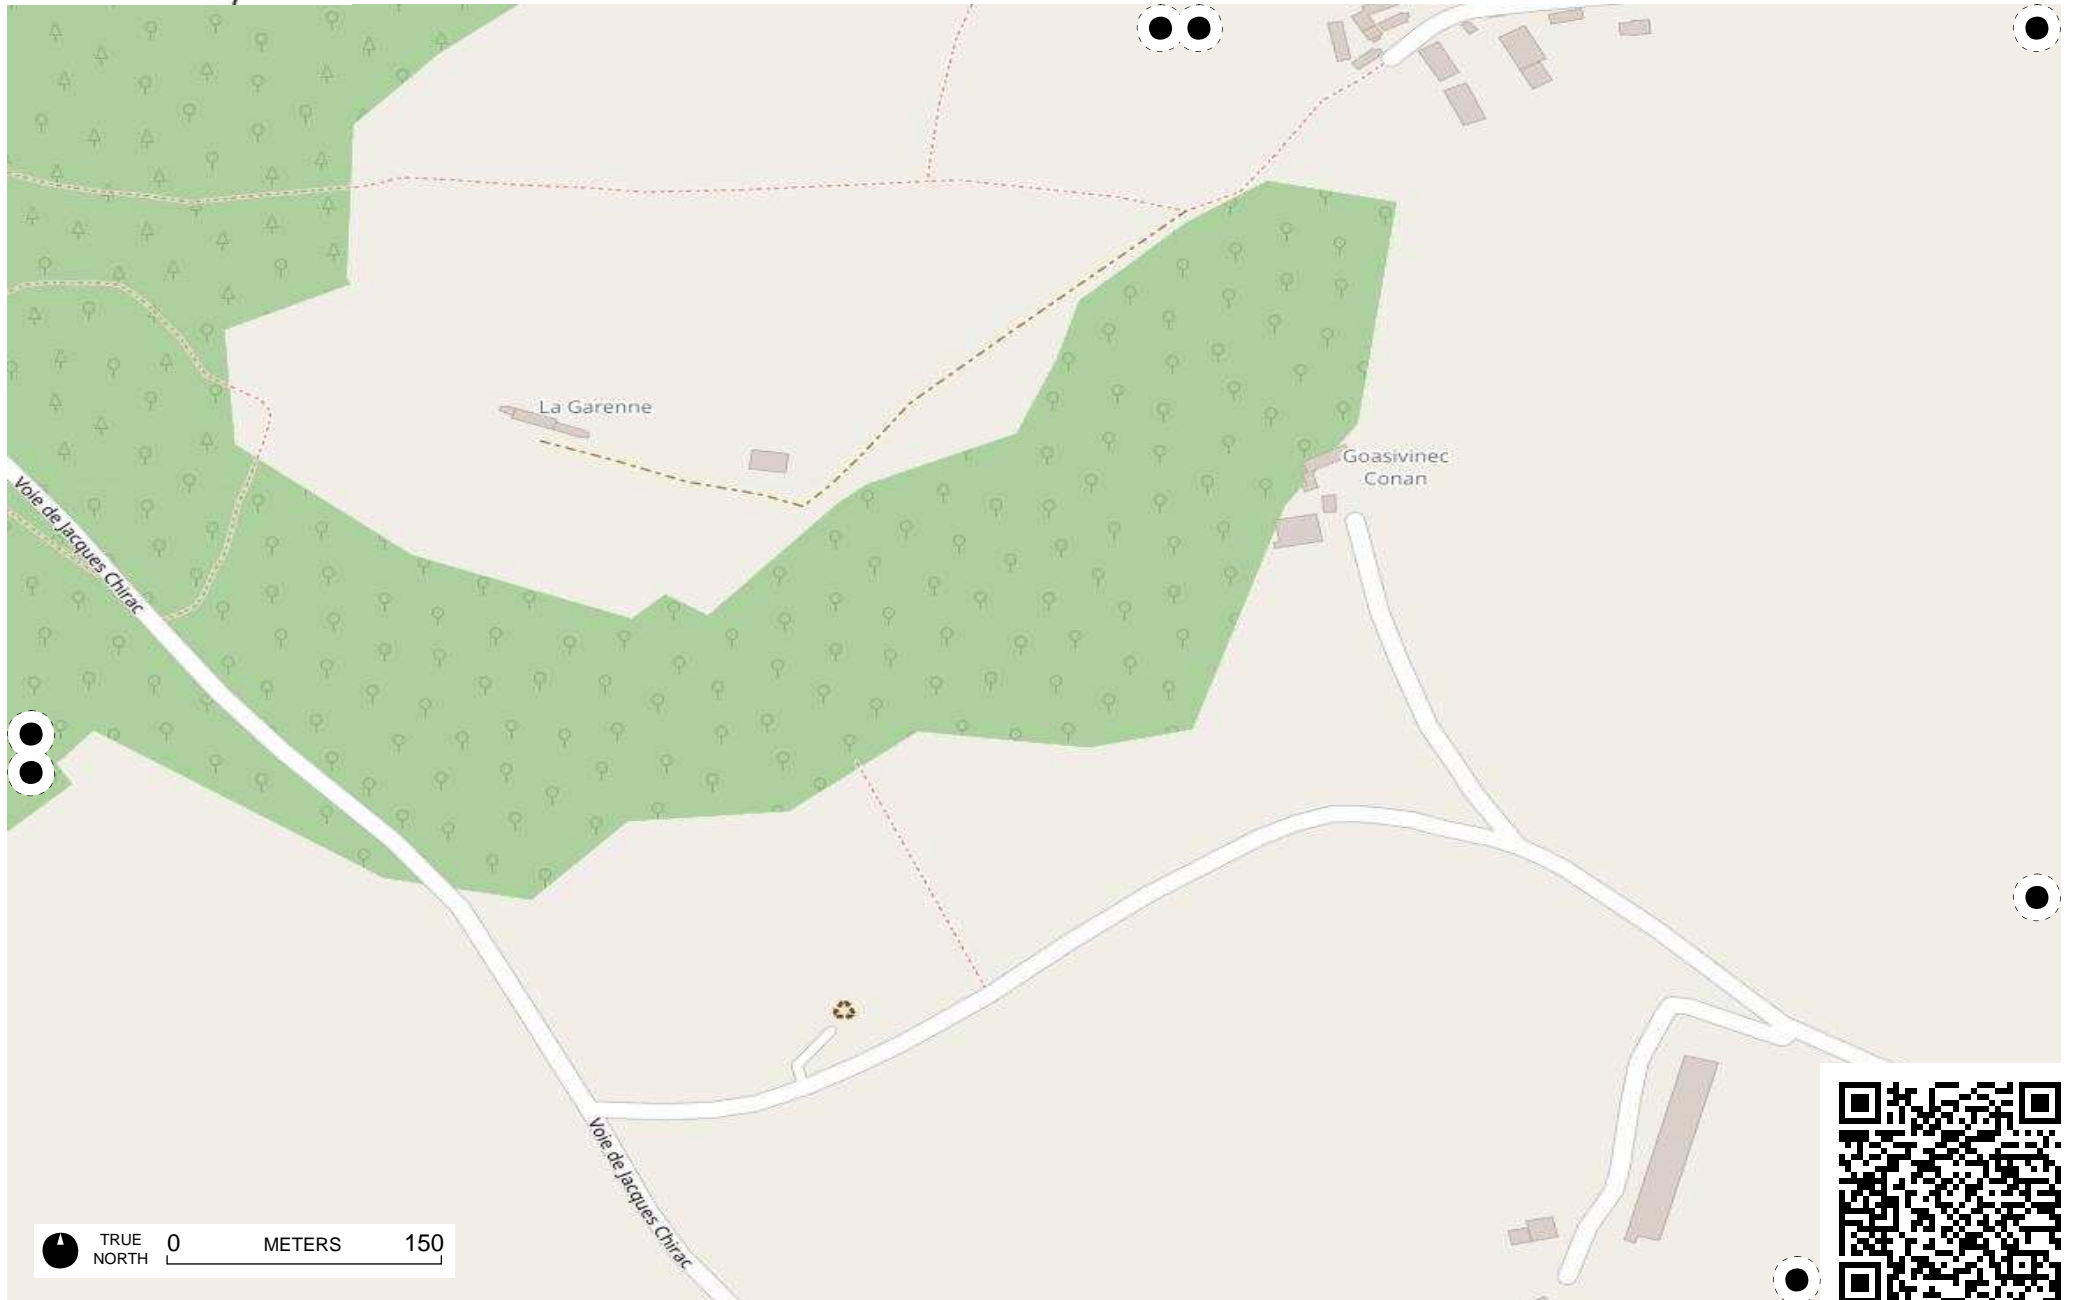 La Garenne
Goasivinec
Conan
Voie de Jacques Chirac
Voie de Jacques Chirac
TRUE
NORTH
0 METERS 150